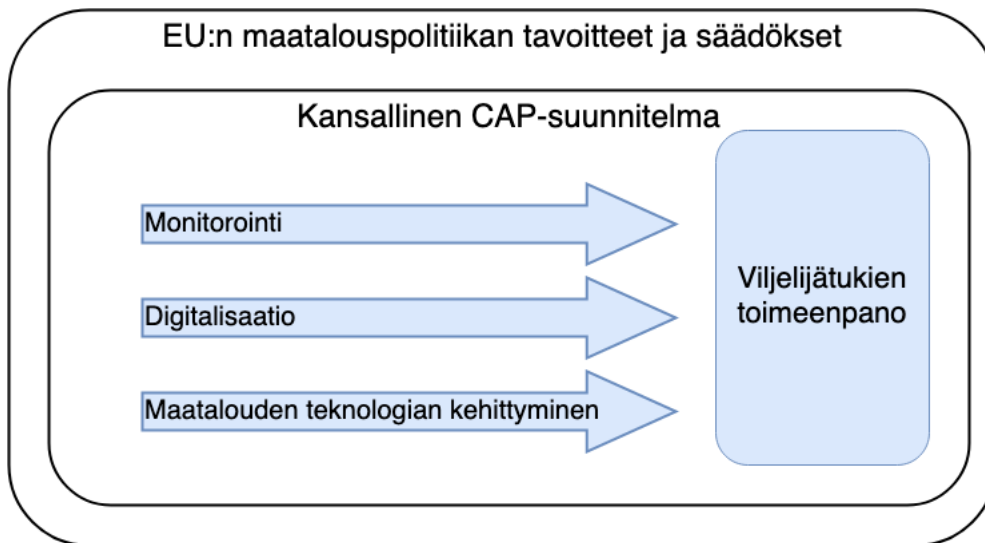 EU:n maatalouspolitiikan tavoitteet ja säädökset
Kansallinen CAP-suunnitelma
Monitorointi
Digitalisaatio
Maatalouden teknologian kehittyminen
Viljelijätukien
toimeenpano